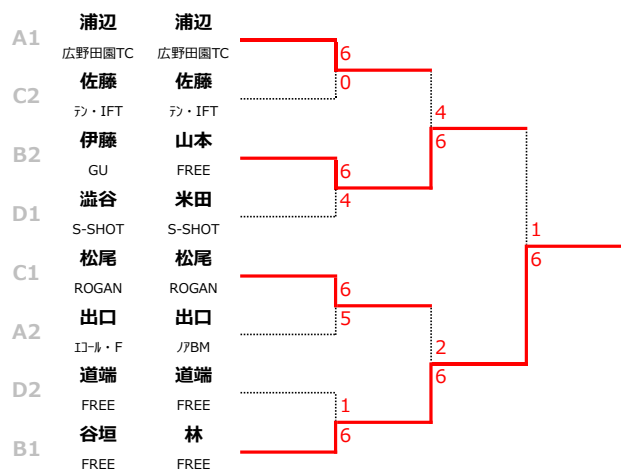 A1 浦辺 浦辺
広野田園TC 広野田園TC
6
0
C2 佐藤 佐藤
ﾃﾝ・IFT ﾃﾝ・IFT
4
6
B2 伊藤 山本
GU FREE
6
4
D1 澁谷 米田
S-SHOT S-SHOT
1
6
C1 松尾 松尾
ROGAN ROGAN
6
5
A2 出口 出口
ｴｺｰﾙ・F ﾉｱBM
2
6
D2 道端 道端
FREE FREE
1
6
B1 谷垣 林
FREE FREE